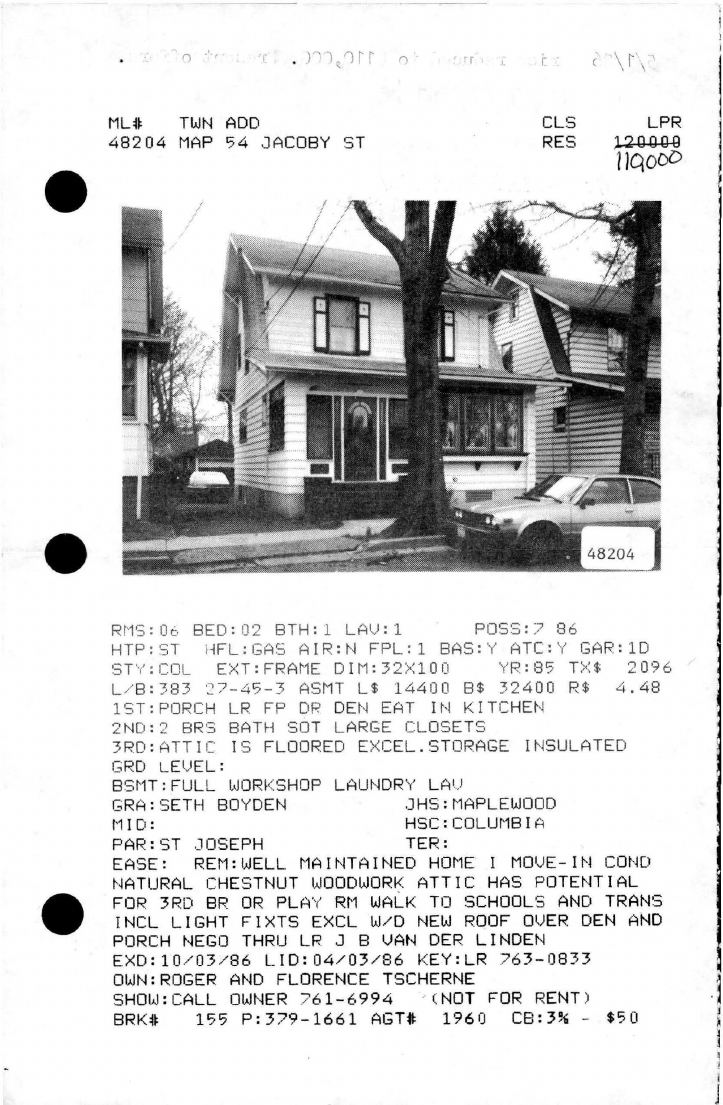 ML# TWN ADD CLS LPR
48204 MAP 54 JACOBY ST RES 120000
119000
48204
RMS:06 BED:02 BTH:1 LAV:1 POSS:7 86
HTP:ST HFL:GAS AIR:N FPL:1 BAS:Y ATC:Y GAR:1D
STY:COL EXT:FRAME DIM:32X100 YR:85 TX$ 2096
L/B:383 27-45-3 ASMT L$ 14400 B$ 32400 R$ 4.48
1ST:PORCH LR FP DR DEN EAT IN KITCHEN
2ND:2 BRS BATH SOT LARGE CLOSETS
3RD:ATTIC IS FLOORED EXCEL.STORAGE INSULATED
GRD LEVEL:
BSMT:FULL WORKSHOP LAUNDRY LAV
GRA:SETH BOYDEN JHS:MAPLEWOOD
MID: HSC:COLUMBIA
PAR:ST JOSEPH TER:
EASE: REM:WELL MAINTAINED HOME I MOVE-IN COND
NATURAL CHESTNUT WOODWORK ATTIC HAS POTENTIAL
FOR 3RD BR OR PLAY RM WALK TO SCHOOLS AND TRANS
INCL LIGHT FIXTS EXCL W/D NEW ROOF OVER DEN AND
PORCH NEGO THRU LR J B VAN DER LINDEN
EXD:10/03/86 LID:04/03/86 KEY:LR 763-0833
OWN:ROGER AND FLORENCE TSCHERNE
SHOW:CALL OWNER 761-6994 (NOT FOR RENT)
BRK# 155 P:379-1661 AGT# 1960 CB:3% - $50